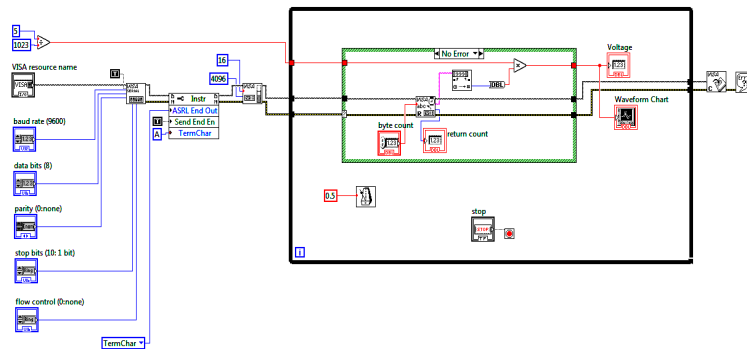 5
1023
VISA resource name
T
16
4096
Instr
ASRL End Out
Send End En
TermChar
T
A
baud rate (9600)
data bits (8)
parity (0:none)
stop bits (10: 1 bit)
flow control (0:none)
TermChar
No Error
DBL
byte count
return count
Voltage
Waveform Chart
0.5
stop
STOP
i